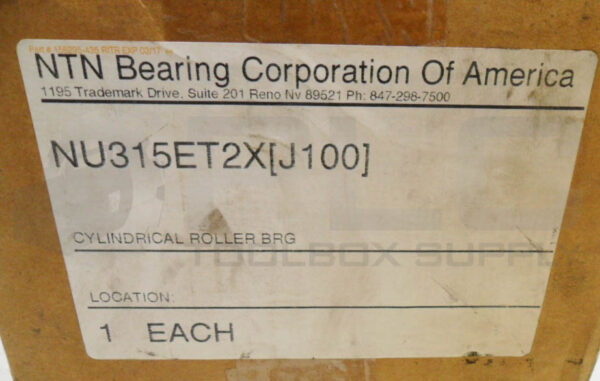 NTN Bearing Corporation Of America
1195 Trademark Drive, Suite 201 Reno Nv 89521 Ph: 847-298-7500
NU315ET2X[J100]
CYLINDRICAL ROLLER BRG
TOOLBOX SUPPLY
LOCATION:
1 EACH